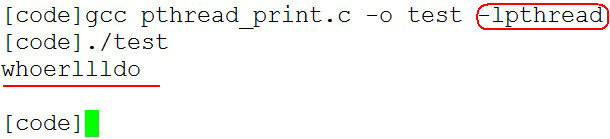 [code]gcc pthread_print.c -o test -lpthread
[code]./test
whoerllldo
[code]